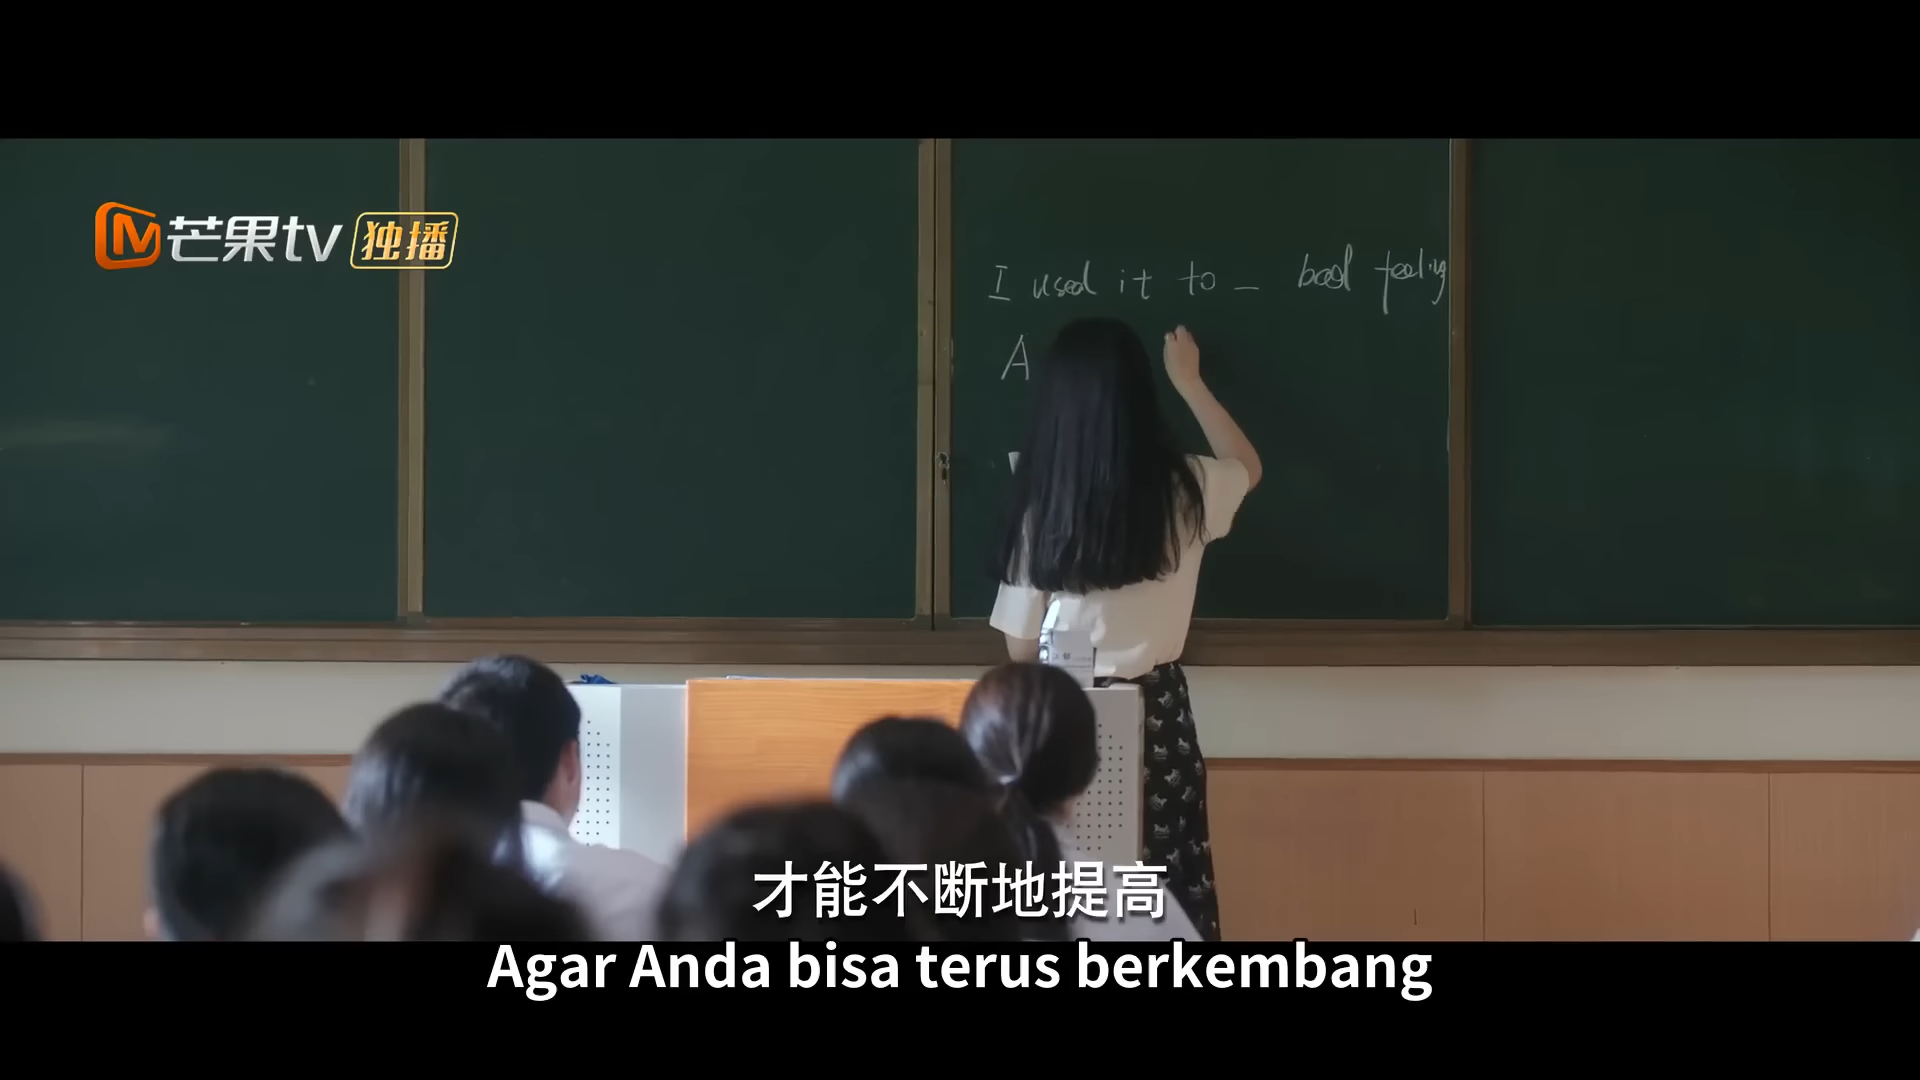 芒果tv 独播
I used it to _ bad feeling
A
才能不断地提高
Agar Anda bisa terus berkembang